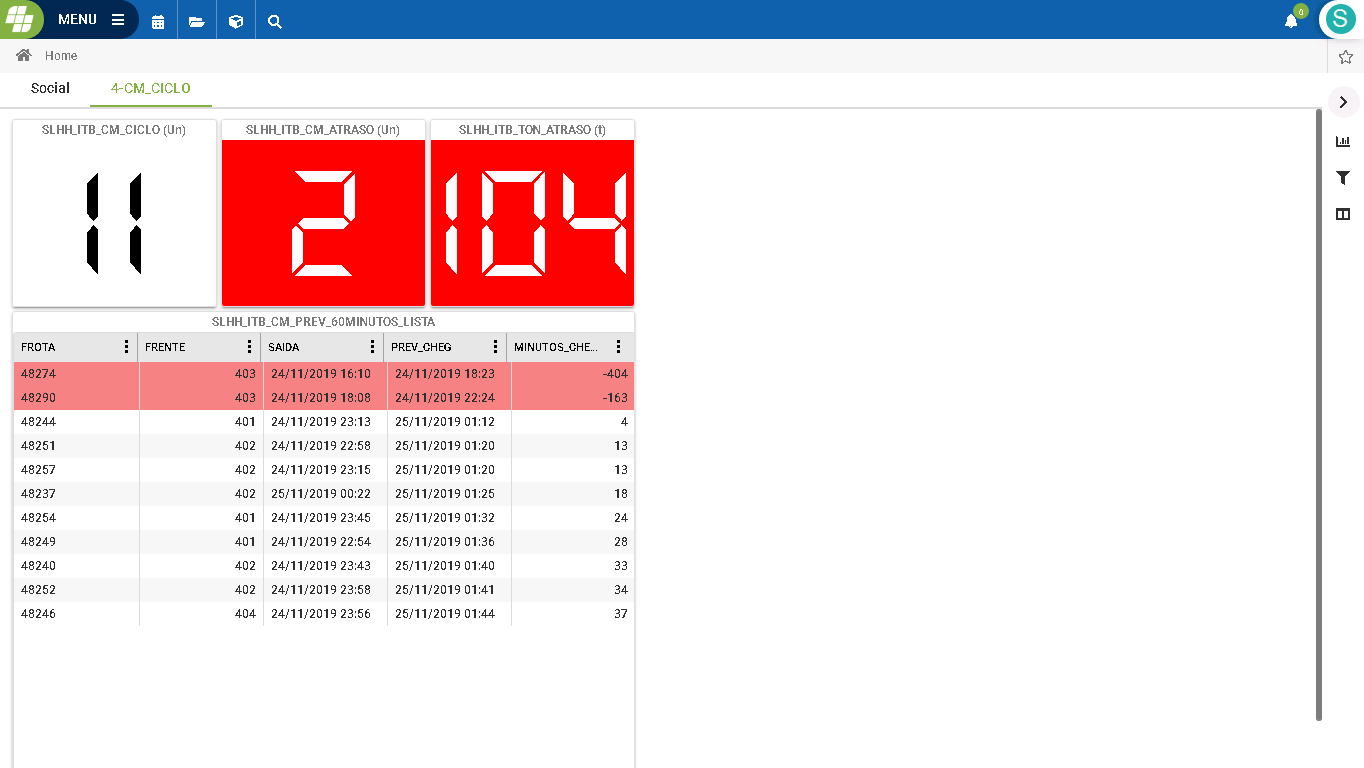 MENU
0
S
Home
Social 4-CM_CICLO
SLHH_ITB_CM_CICLO (Un) SLHH_ITB_CM_ATRASO (Un) SLHH_ITB_TON_ATRASO (t)
11 2 104
SLHH_ITB_CM_PREV_60MINUTOS_LISTA
FROTA FRENTE SAIDA PREV_CHEG MINUTOS_CHE...
48274 403 24/11/2019 16:10 24/11/2019 18:23 -404
48290 403 24/11/2019 18:08 24/11/2019 22:24 -163
48244 401 24/11/2019 23:13 25/11/2019 01:12 4
48251 402 24/11/2019 22:58 25/11/2019 01:20 13
48257 402 24/11/2019 23:15 25/11/2019 01:20 13
48237 402 25/11/2019 00:22 25/11/2019 01:25 18
48254 401 24/11/2019 23:45 25/11/2019 01:32 24
48249 401 24/11/2019 22:54 25/11/2019 01:36 28
48240 402 24/11/2019 23:43 25/11/2019 01:40 33
48252 402 24/11/2019 23:58 25/11/2019 01:41 34
48246 404 24/11/2019 23:56 25/11/2019 01:44 37